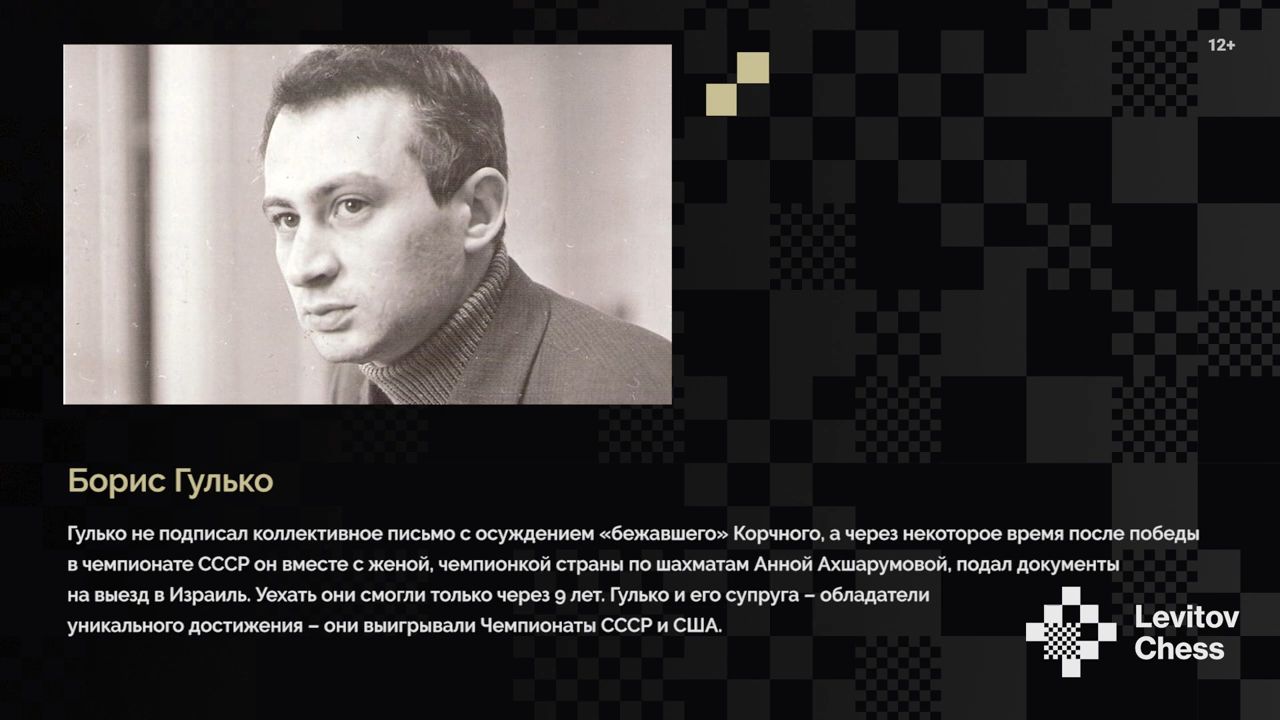 12+
Борис Гулько
Гулько не подписал коллективное письмо с осуждением «бежавшего» Корчного, а через некоторое время после победы
в чемпионате СССР он вместе с женой, чемпионкой страны по шахматам Анной Ахшарумовой, подал документы
на выезд в Израиль. Уехать они смогли только через 9 лет. Гулько и его супруга – обладатели
уникального достижения – они выигрывали Чемпионаты СССР и США.
Levitov
Chess